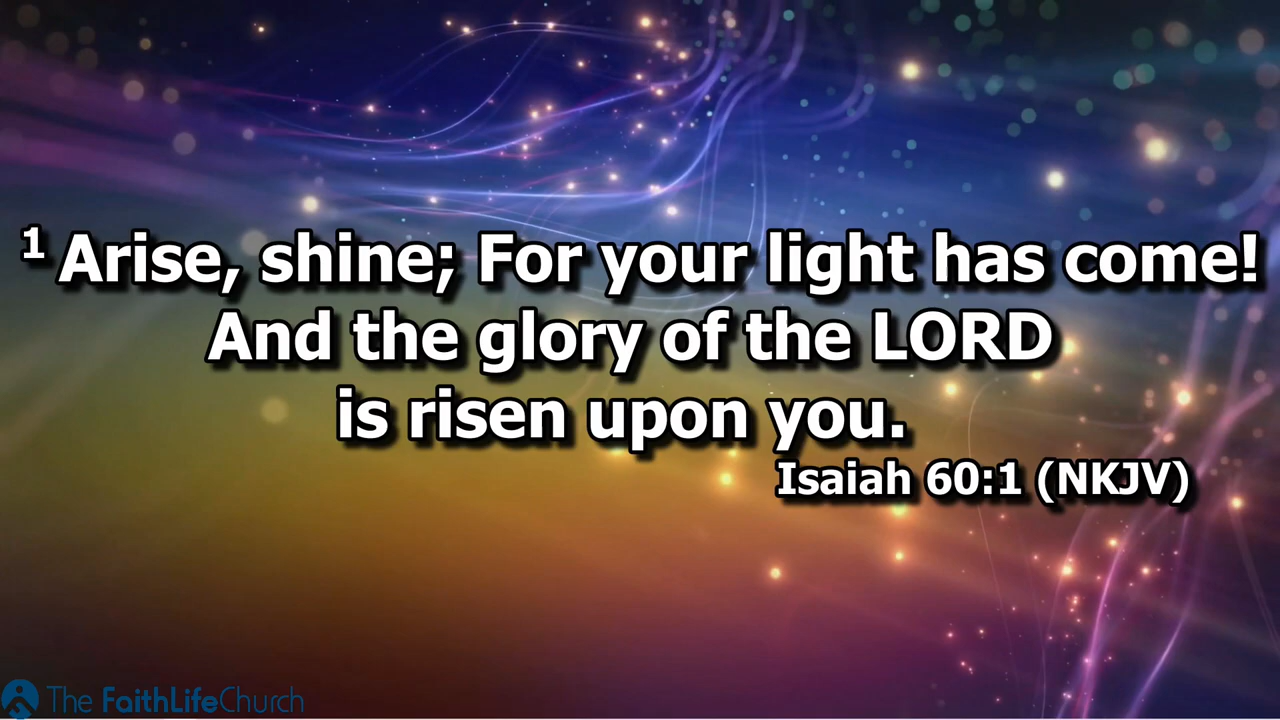 1 Arise, shine; For your light has come!
And the glory of the LORD
is risen upon you.
Isaiah 60:1 (NKJV)
The FaithLifeChurch